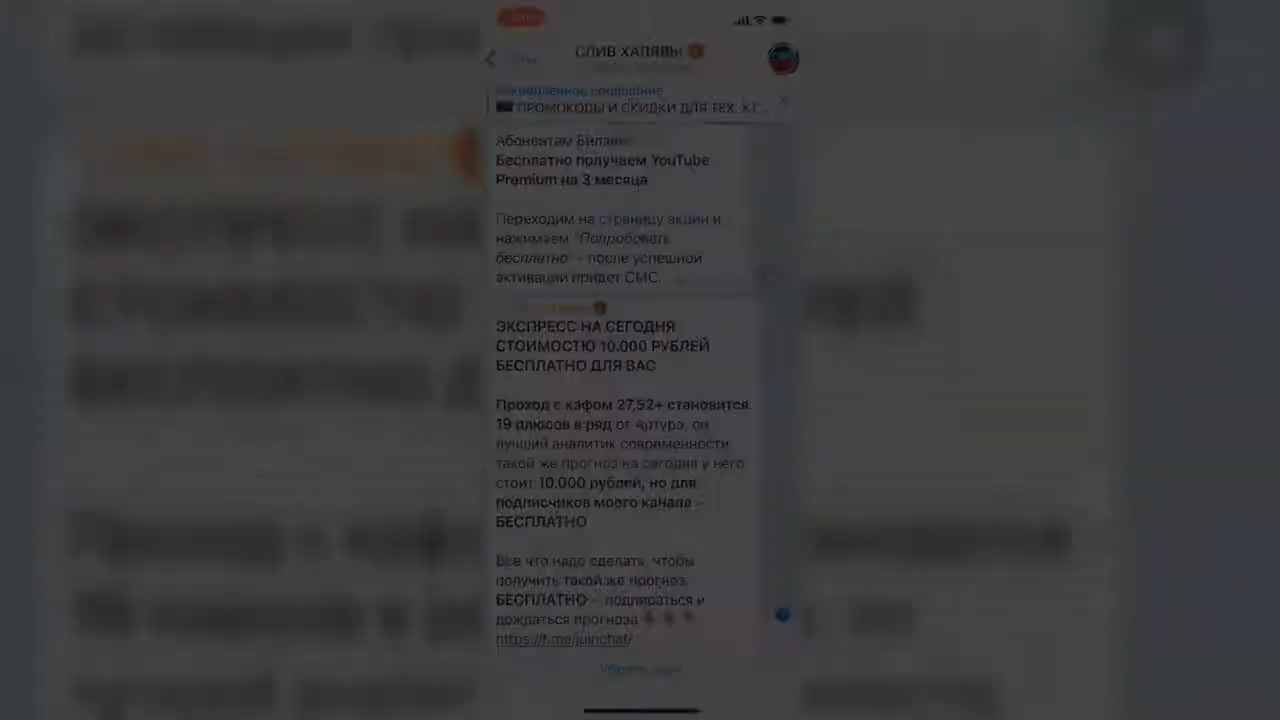 СЛИВ ХАЛЯВЫ
Закреплённое сообщение
ПРОМОКОДЫ И СКИДКИ ДЛЯ ТЕХ, КТ...
Абонентам Билайн
Бесплатно получаем YouTube
Premium на 3 месяца
Переходим на страницу акции и
нажимаем "Попробовать
бесплатно" - после успешной
активации придет СМС.
ЭКСПРЕСС НА СЕГОДНЯ
СТОИМОСТЮ 10.000 РУБЛЕЙ
БЕСПЛАТНО ДЛЯ ВАС
Проход с кэфом 27,52+ становится
19 плюсов в ряд от Артура, он
лучший аналитик современности
такой же прогноз на сегодня у него
стоит 10.000 рублей, но для
подписчиков моего канала -
БЕСПЛАТНО
Все что надо сделать, чтобы
получить такой же прогноз
БЕСПЛАТНО - подписаться и
дождаться прогноза